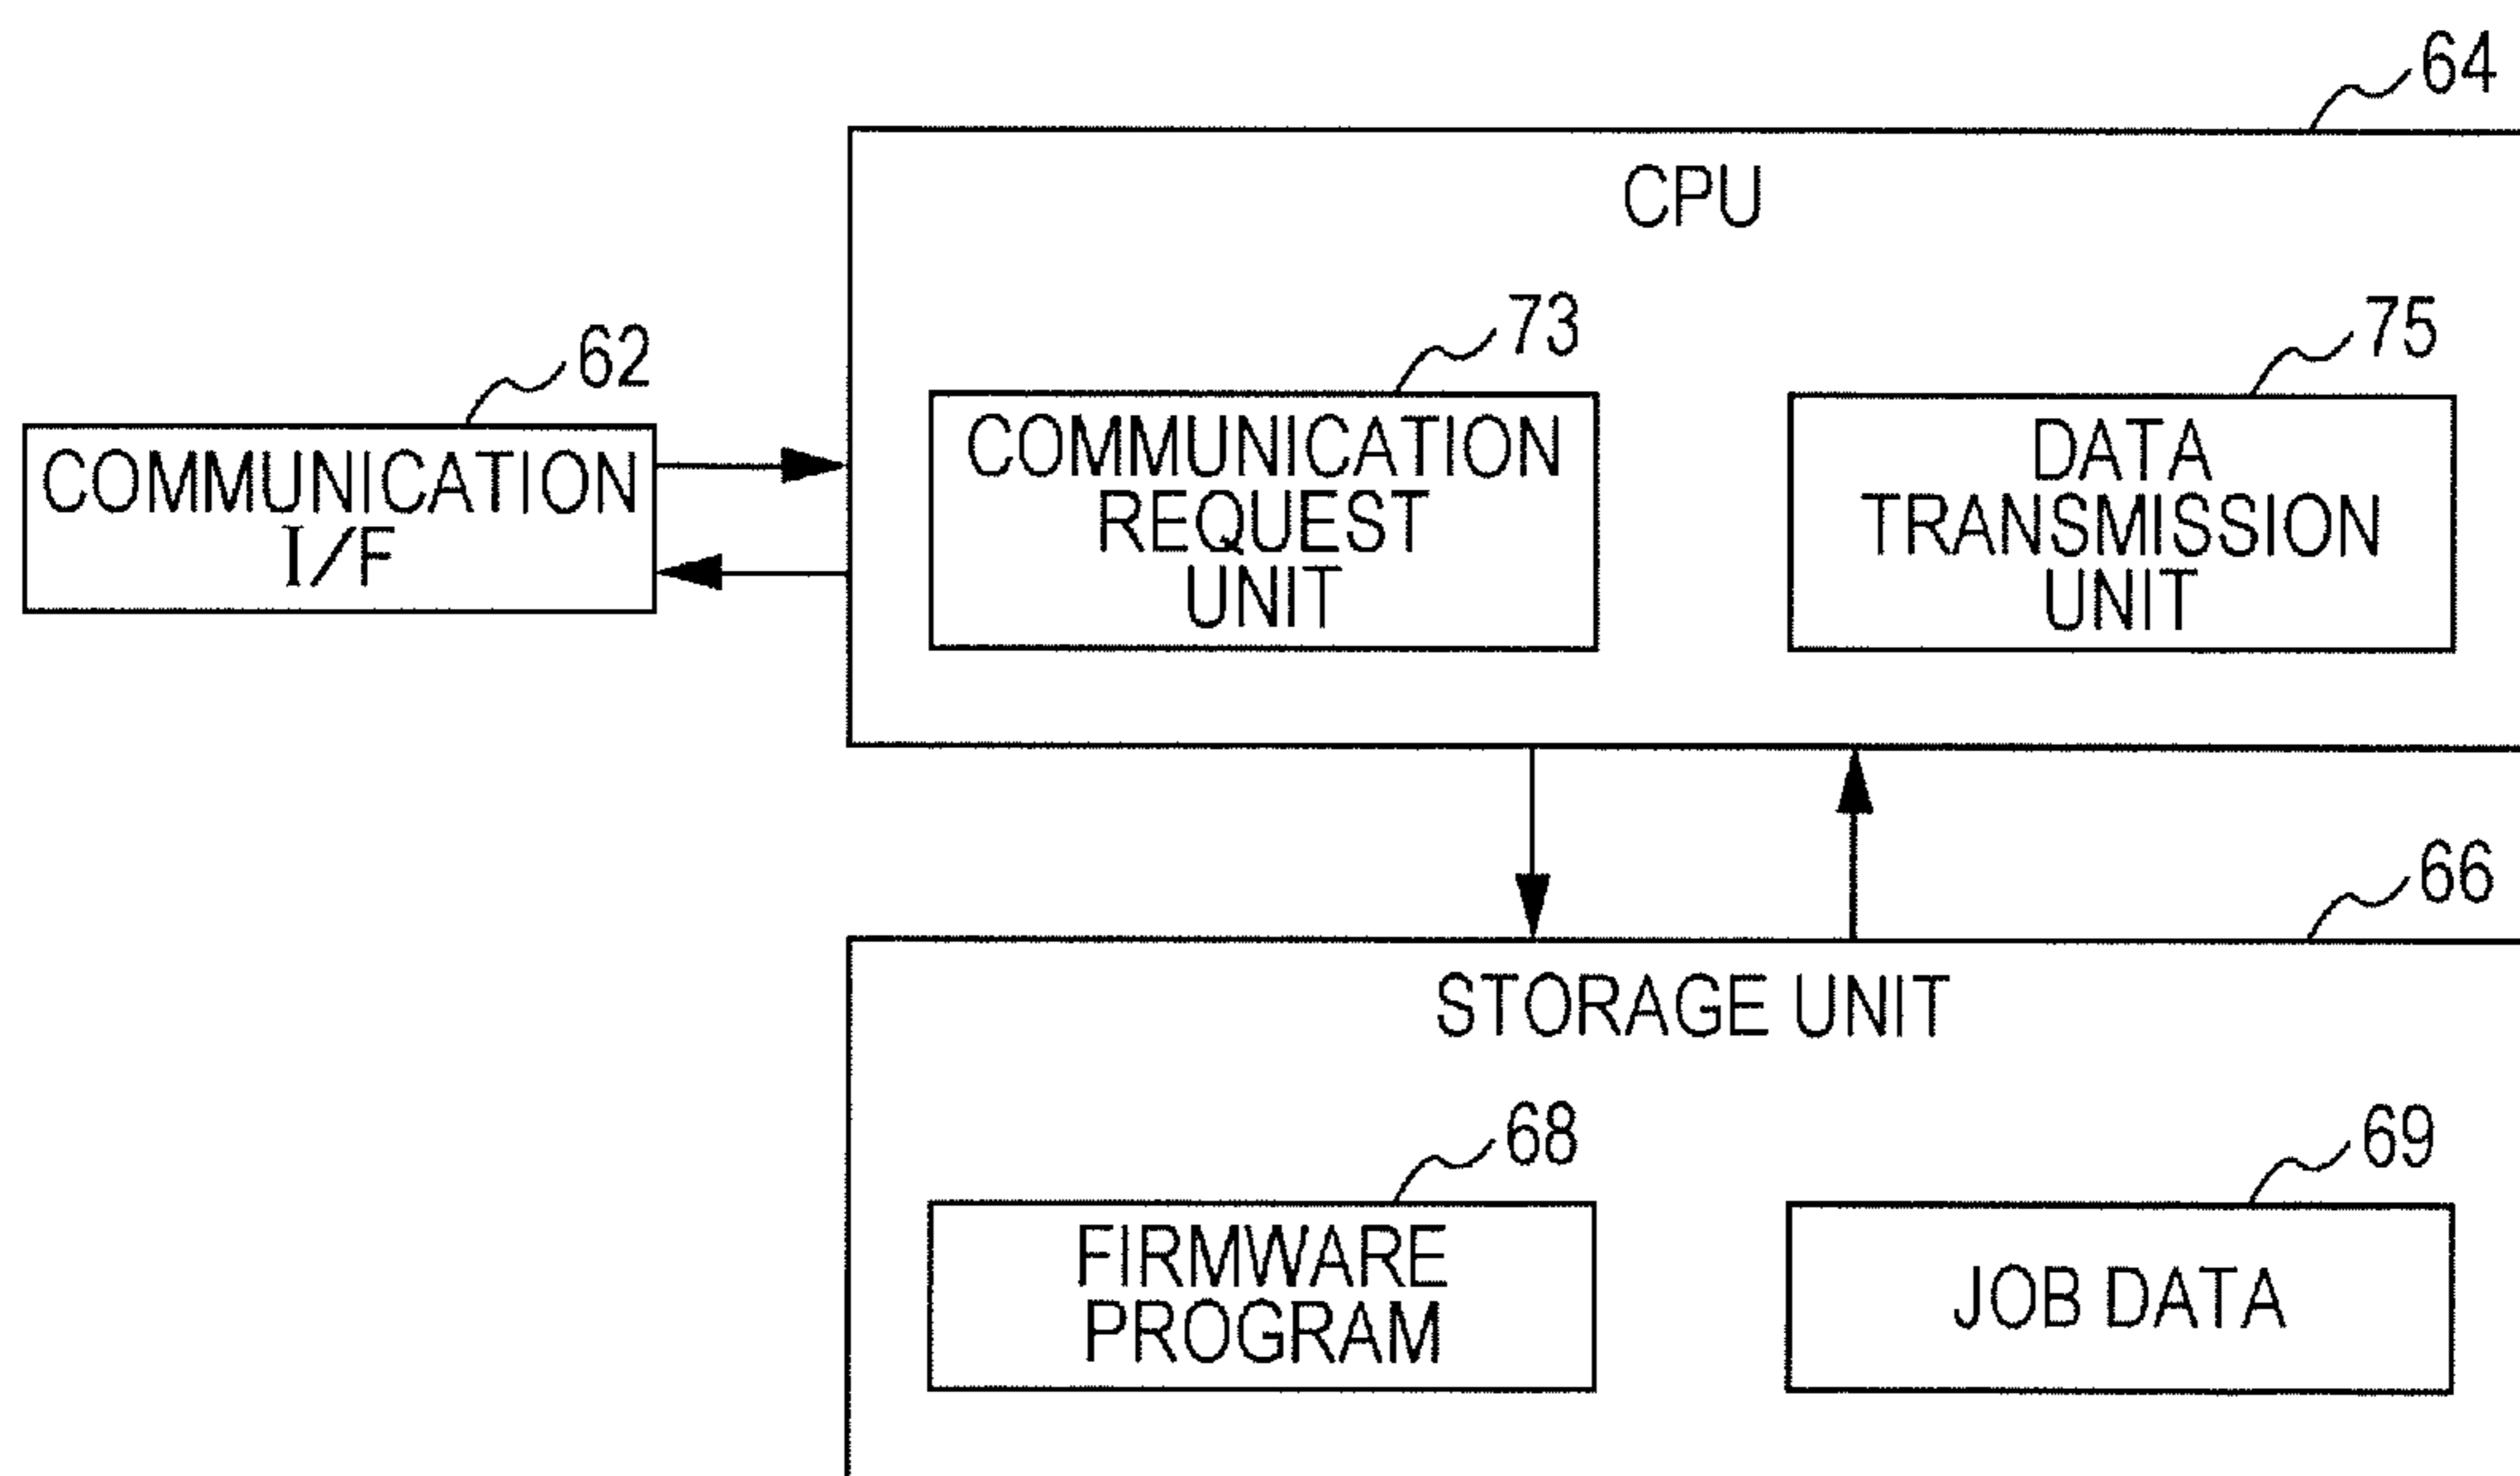 64
CPU
73
75
62
COMMUNICATION
I/F
COMMUNICATION
REQUEST
UNIT
DATA
TRANSMISSION
UNIT
66
STORAGE UNIT
68
69
FIRMWARE
PROGRAM
JOB DATA